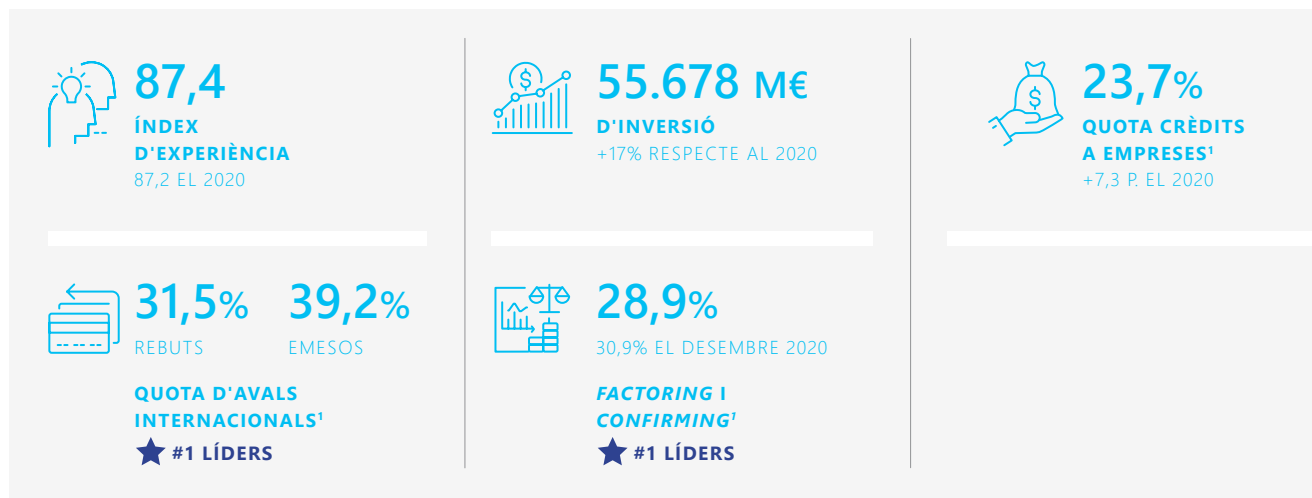 87,4
ÍNDEX
D'EXPERIÈNCIA
87,2 EL 2020
55.678 M€
D'INVERSIÓ
+17% RESPECTE AL 2020
23,7%
QUOTA CRÈDITS
A EMPRESES¹
+7,3 P. EL 2020
31,5% 39,2%
REBUTS EMESOS
QUOTA D'AVALS
INTERNACIONALS¹
#1 LÍDERS
28,9%
30,9% EL DESEMBRE 2020
FACTORING I
CONFIRMING¹
#1 LÍDERS